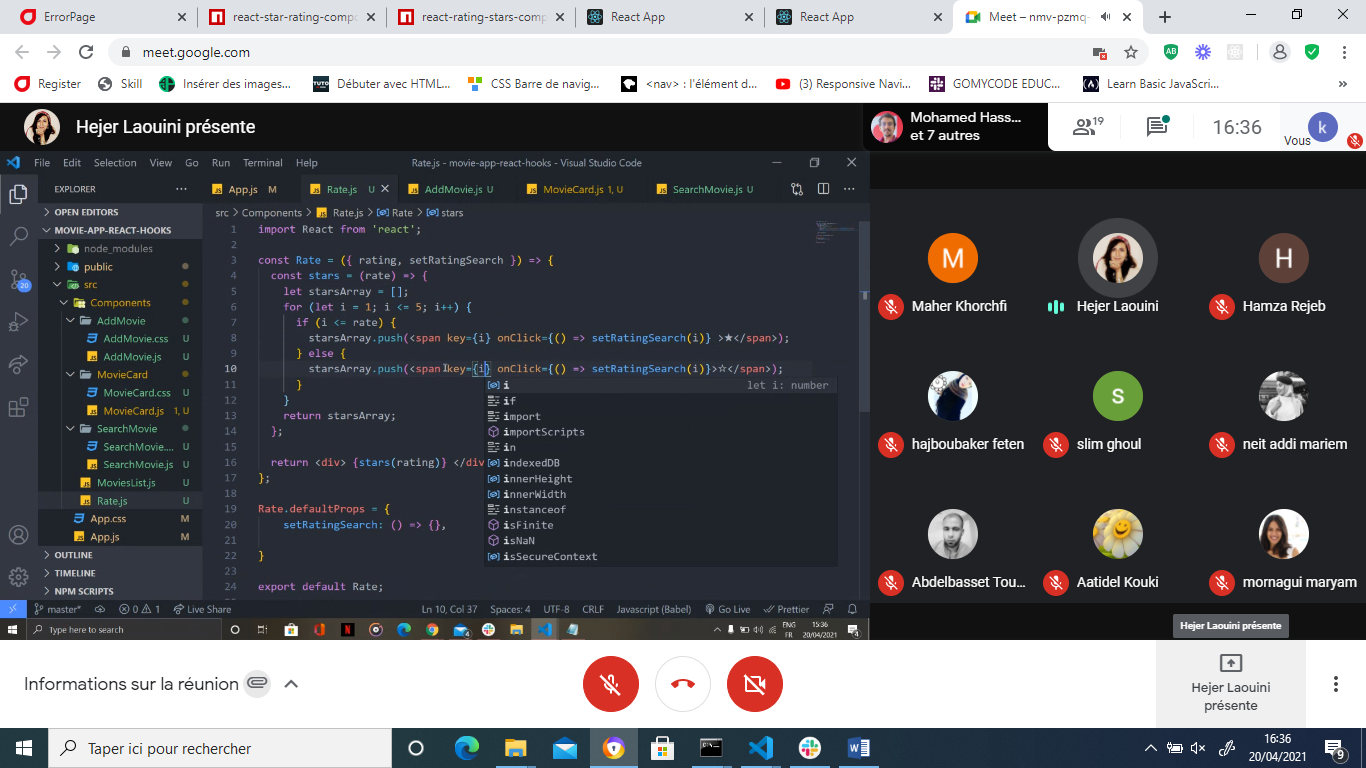 ErrorPage
react-star-rating-compo
react-rating-stars-comp
React App
React App
Meet – nmv-pzmq-
meet.google.com
Register
Skill
Insérer des images...
Débuter avec HTML...
CSS Barre de navig...
<nav> : l'élément d...
(3) Responsive Navi...
GOMYCODE EDUC...
Learn Basic JavaScri...
»
Hejer Laouini présente
Mohamed Hass...
et 7 autres
19
16:36
Vous
k
File Edit Selection View Go Run Terminal Help
Rate.js - movie-app-react-hooks - Visual Studio Code
EXPLORER
App.js M
Rate.js U
AddMovie.js U
MovieCard.js 1, U
SearchMovie.js U
OPEN EDITORS
MOVIE-APP-REACT-HOOKS
node_modules
public
src
Components
AddMovie
AddMovie.css U
AddMovie.js U
MovieCard
MovieCard.css U
MovieCard.js 1, U
SearchMovie
SearchMovie.... U
SearchMovie.js U
MoviesList.js U
Rate.js U
App.css M
App.js M
OUTLINE
TIMELINE
NPM SCRIPTS
20
src > Components > Rate.js > Rate > stars
1 import React from 'react';
2
3 const Rate = ({ rating, setRatingSearch }) => {
4 const stars = (rate) => {
5 let starsArray = [];
6 for (let i = 1; i <= 5; i++) {
7 if (i <= rate) {
8 starsArray.push(<span key={i} onClick={() => setRatingSearch(i)} >★</span>);
9 } else {
10 starsArray.push(<span key={i} onClick={() => setRatingSearch(i)}>☆</span>);
11 }
12 }
13 return starsArray;
14 };
15
16 return <div> {stars(rating)} </div
17 };
18
19 Rate.defaultProps = {
20 setRatingSearch: () => {},
21
22 }
23
24 export default Rate;
i let i: number
if
import
importScripts
in
indexedDB
innerHeight
innerWidth
instanceof
isFinite
isNaN
isSecureContext
master* 0 1 Live Share
Ln 10, Col 37 Spaces: 4 UTF-8 CRLF Javascript (Babel) Go Live Prettier
Type here to search
ENG
FR
15:36
20/04/2021
M
Maher Khorchfi
Hejer Laouini
H
Hamza Rejeb
hajboubaker feten
S
slim ghoul
neit addi mariem
Abdelbasset Tou...
Aatidel Kouki
mornagui maryam
Hejer Laouini présente
Informations sur la réunion
Hejer Laouini
présente
Taper ici pour rechercher
16:36
20/04/2021
9